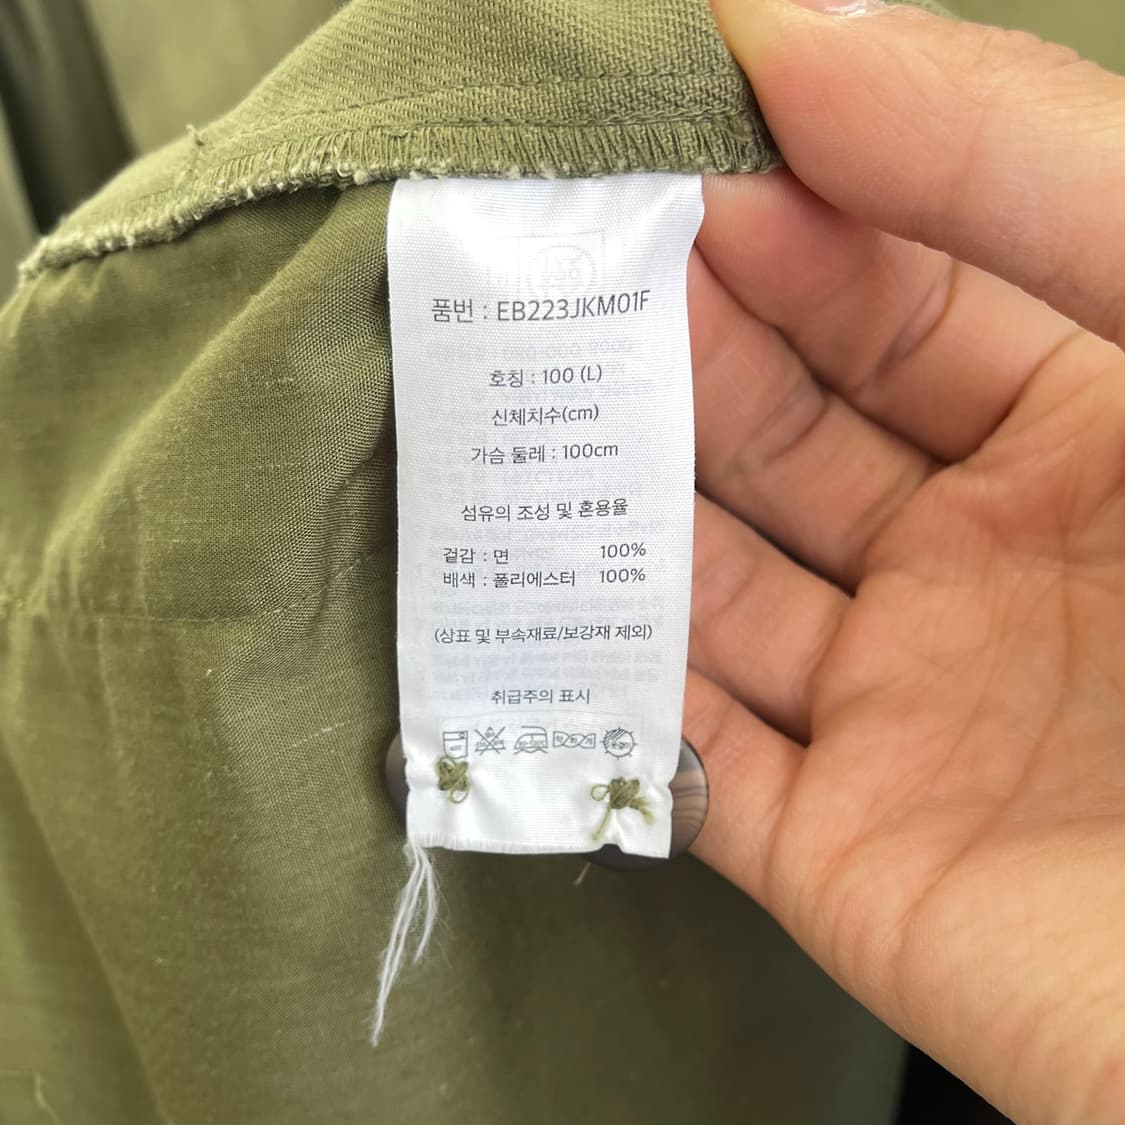 품번 : EB223JKM01F
호칭 : 100 (L)
신체치수(cm)
가슴 둘레 : 100cm
섬유의 조성 및 혼용율
겉감 : 면 100%
배색 : 폴리에스터 100%
(상표 및 부속재료/보강재 제외)
취급주의 표시